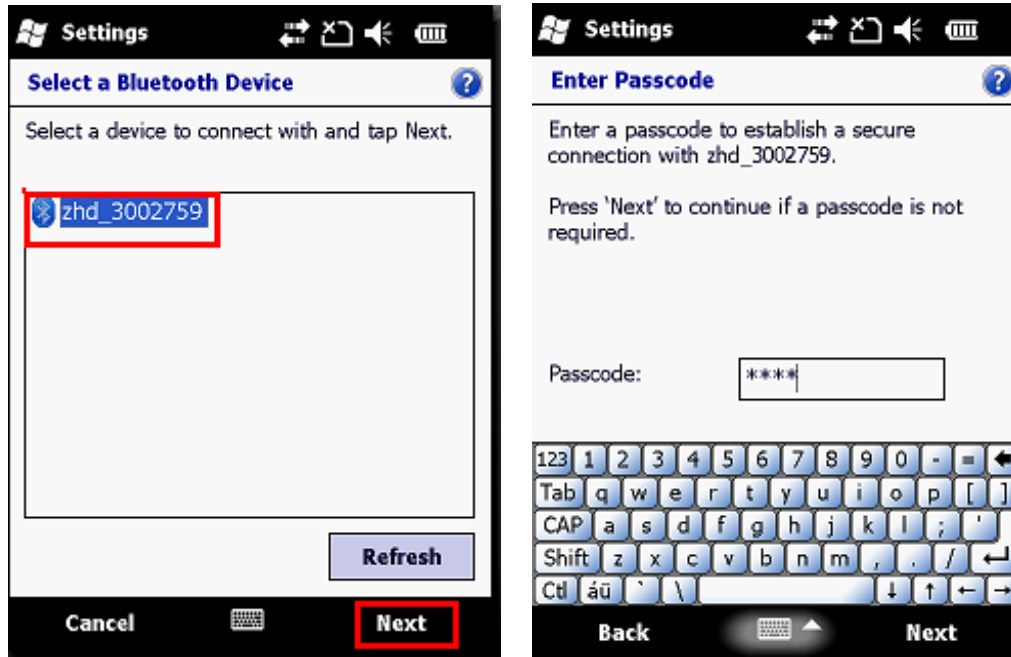 Settings
Select a Bluetooth Device
Select a device to connect with and tap Next.
zhd_3002759
Refresh
Cancel
Next
Settings
Enter Passcode
Enter a passcode to establish a secure
connection with zhd_3002759.
Press ‘Next’ to continue if a passcode is not
required.
Passcode: ****
123 1 2 3 4 5 6 7 8 9 0 - =
Tab q w e r t y u i o p [ ]
CAP a s d f g h j k l ; '
Shift z x c v b n m , . /
Ctl áü ` \
Back
Next